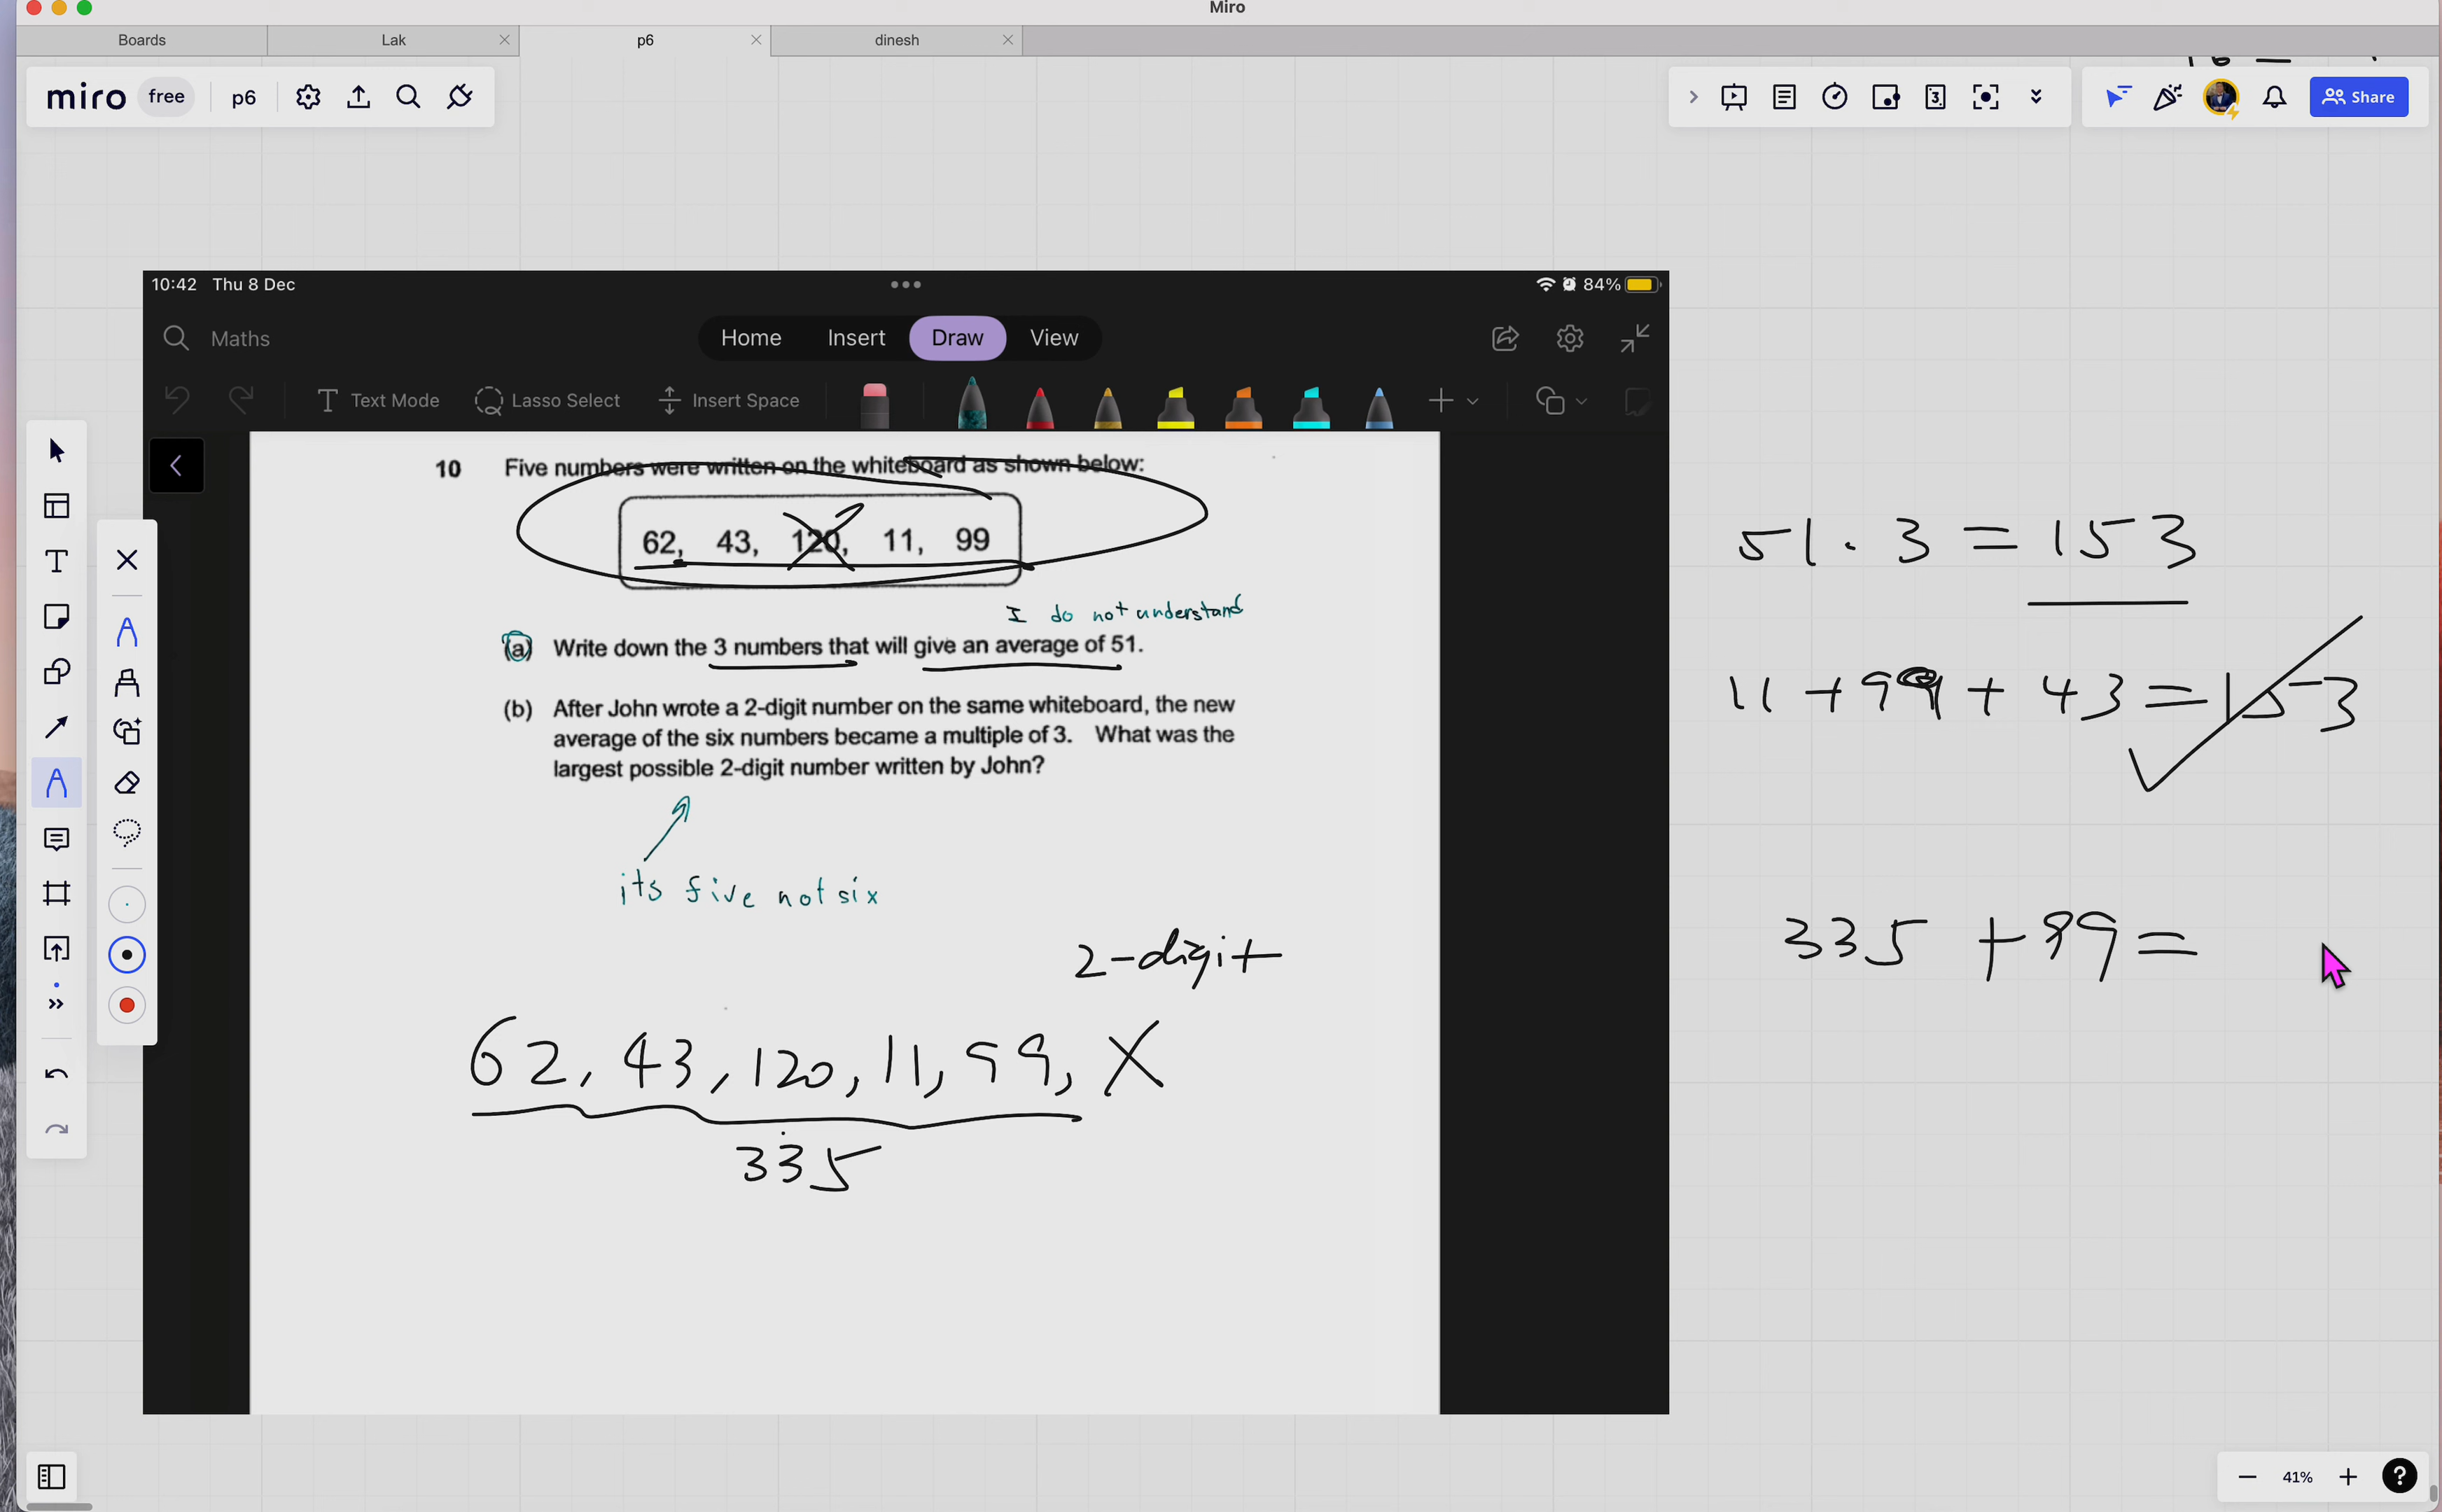 Miro
Boards
Lak
p6
dinesh
miro
free
p6
3
Share
10:42 Thu 8 Dec
84%
Maths
Home
Insert
Draw
View
Text Mode
Lasso Select
Insert Space
10 Five numbers were written on the whiteboard as shown below:
62, 43, 120, 11, 99
I do not understand
(a) Write down the 3 numbers that will give an average of 51.
(b) After John wrote a 2-digit number on the same whiteboard, the new
average of the six numbers became a multiple of 3. What was the
largest possible 2-digit number written by John?
its five not six
2-digit
62, 43, 120, 11, 99, X
335
51 . 3 = 153
11 + 99 + 43 = 153
335 + 99 =
41%